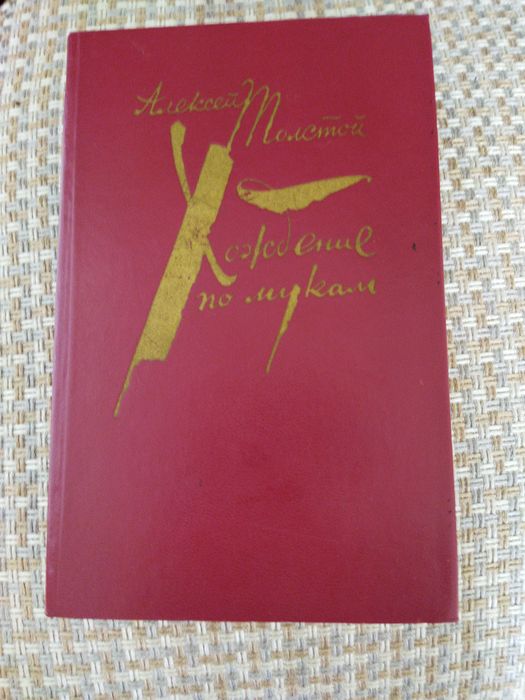 Алексей Толстой
Хождение
по мукам